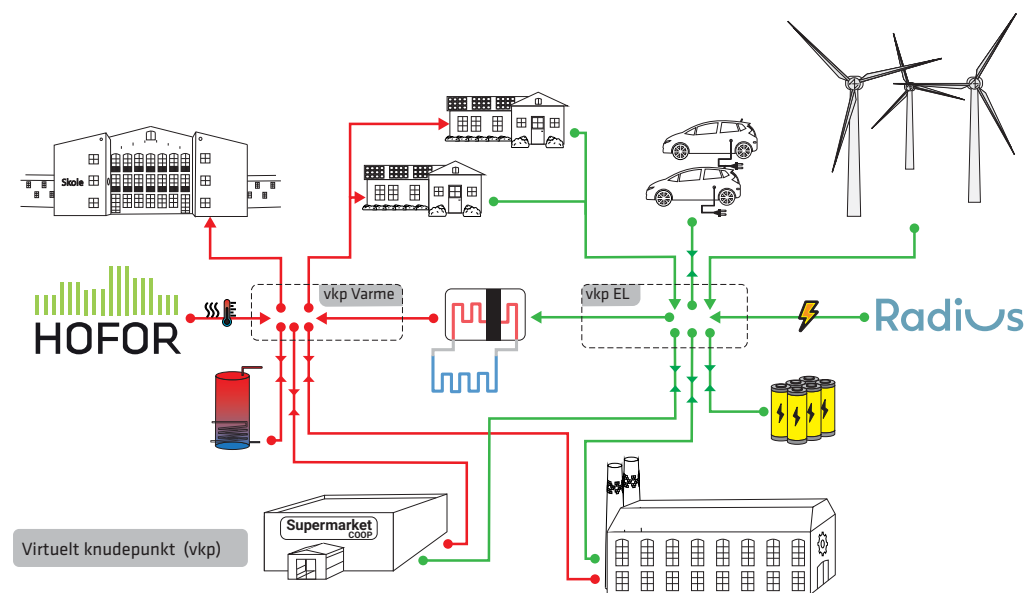 Skole
vkp Varme
vkp EL
HOFOR
Radius
Supermarket
COOP
Virtuelt knudepunkt (vkp)